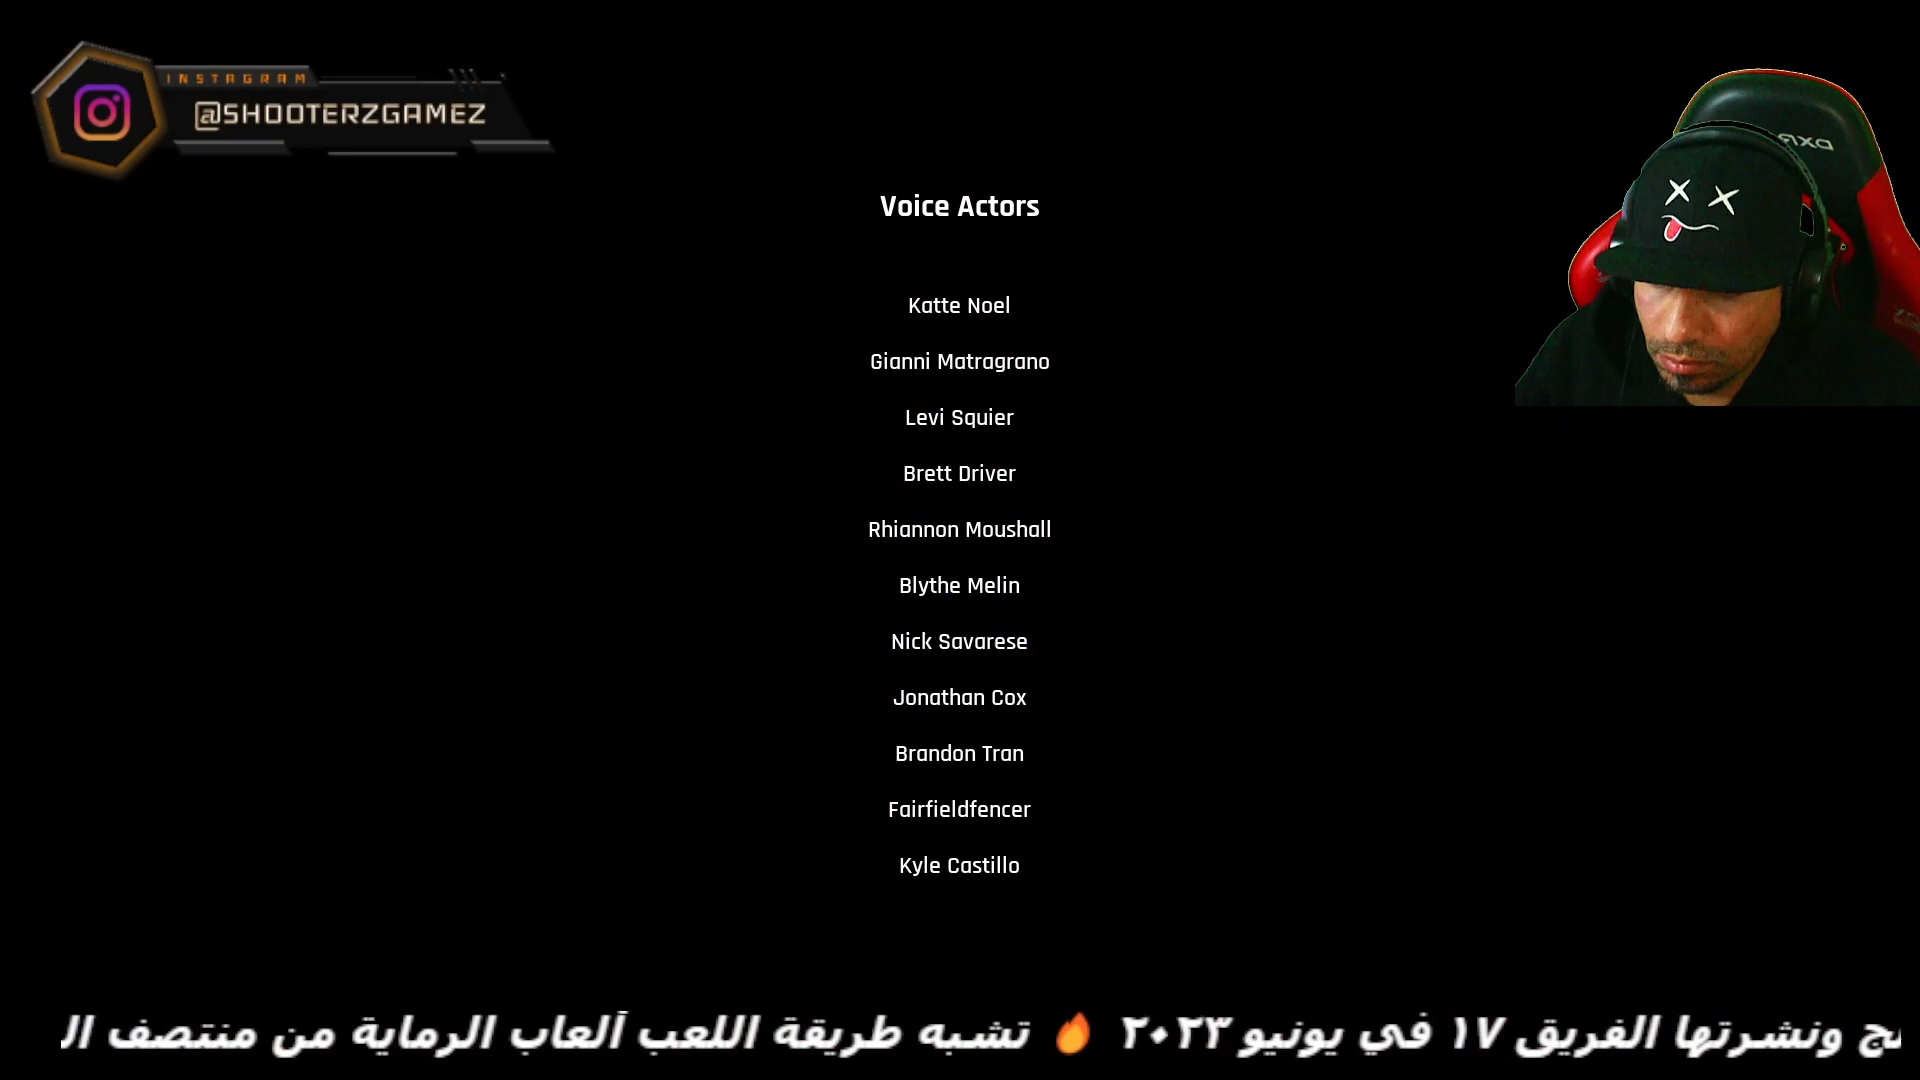 INSTAGRAM
@SHOOTERZGAMEZ
DXR
Voice Actors
Katte Noel
Gianni Matragrano
Levi Squier
Brett Driver
Rhiannon Moushall
Blythe Melin
Nick Savarese
Jonathan Cox
Brandon Tran
Fairfieldfencer
Kyle Castillo
ونشرتها الفريق ١٧ في يونيو ٢٠٢٣ 🔥 تشبه طريقة اللعب ألعاب الرماية من منتصف